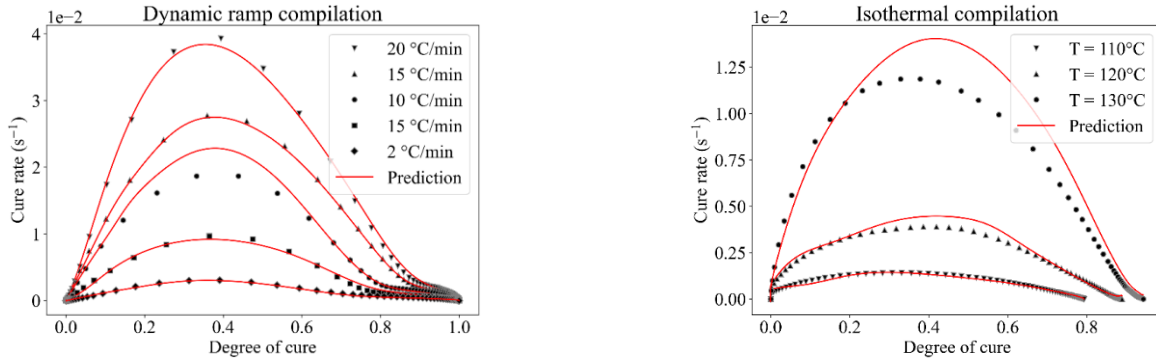 Dynamic ramp compilation
1e−2
4
3
2
1
0
Cure rate (s−1)
20 °C/min
15 °C/min
10 °C/min
15 °C/min
2 °C/min
Prediction
0.0 0.2 0.4 0.6 0.8 1.0
Degree of cure
Isothermal compilation
1e−2
1.25
1.00
0.75
0.50
0.25
0.00
Cure rate (s−1)
T = 110°C
T = 120°C
T = 130°C
Prediction
0.0 0.2 0.4 0.6 0.8
Degree of cure